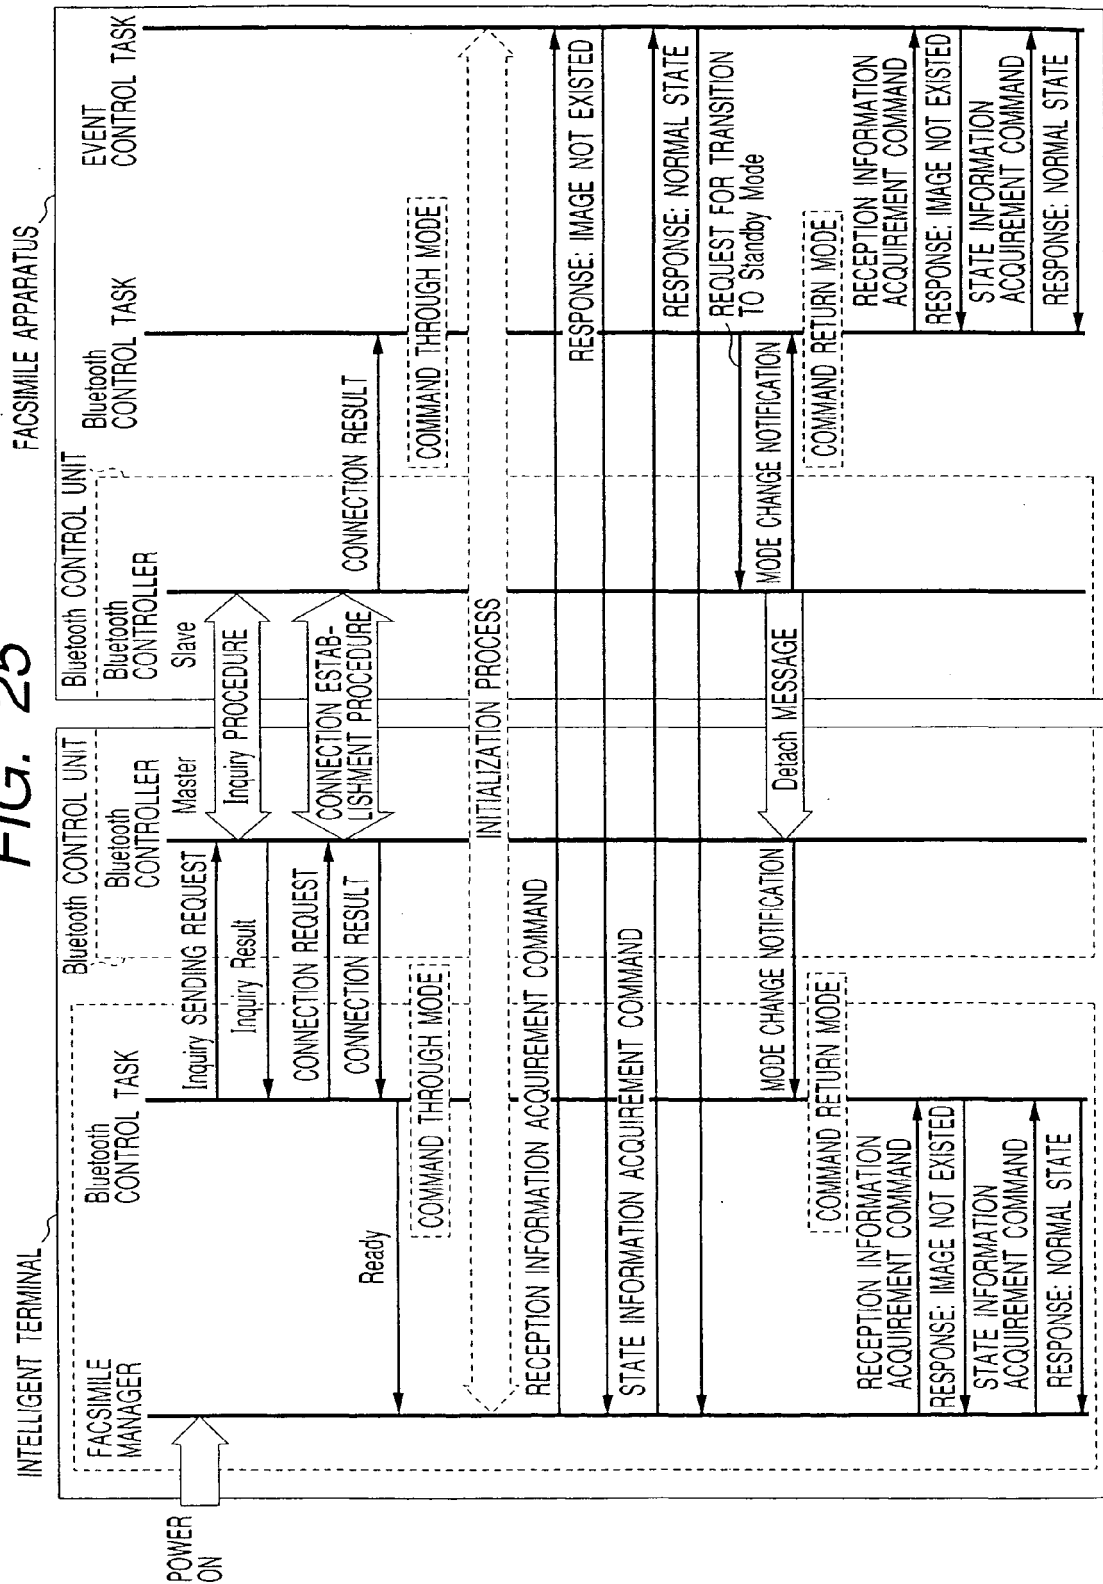 FIG. 25
INTELLIGENT TERMINAL
FACSIMILE APPARATUS
Bluetooth CONTROL UNIT
Bluetooth CONTROL UNIT
FACSIMILE
MANAGER
Bluetooth
CONTROL TASK
Bluetooth
CONTROLLER
Master
Bluetooth
CONTROLLER
Slave
Bluetooth
CONTROL TASK
EVENT
CONTROL TASK
POWER
ON
Inquiry SENDING REQUEST
Inquiry PROCEDURE
Inquiry Result
CONNECTION REQUEST
CONNECTION ESTAB-
LISHMENT PROCEDURE
CONNECTION RESULT
CONNECTION RESULT
Ready
COMMAND THROUGH MODE
COMMAND THROUGH MODE
INITIALIZATION PROCESS
RECEPTION INFORMATION ACQUIREMENT COMMAND
RESPONSE: IMAGE NOT EXISTED
STATE INFORMATION ACQUIREMENT COMMAND
RESPONSE: NORMAL STATE
REQUEST FOR TRANSITION
TO Standby Mode
MODE CHANGE NOTIFICATION
Detach MESSAGE
MODE CHANGE NOTIFICATION
COMMAND RETURN MODE
COMMAND RETURN MODE
RECEPTION INFORMATION
ACQUIREMENT COMMAND
RESPONSE: IMAGE NOT EXISTED
STATE INFORMATION
ACQUIREMENT COMMAND
RESPONSE: NORMAL STATE
RECEPTION INFORMATION
ACQUIREMENT COMMAND
RESPONSE: IMAGE NOT EXISTED
STATE INFORMATION
ACQUIREMENT COMMAND
RESPONSE: NORMAL STATE